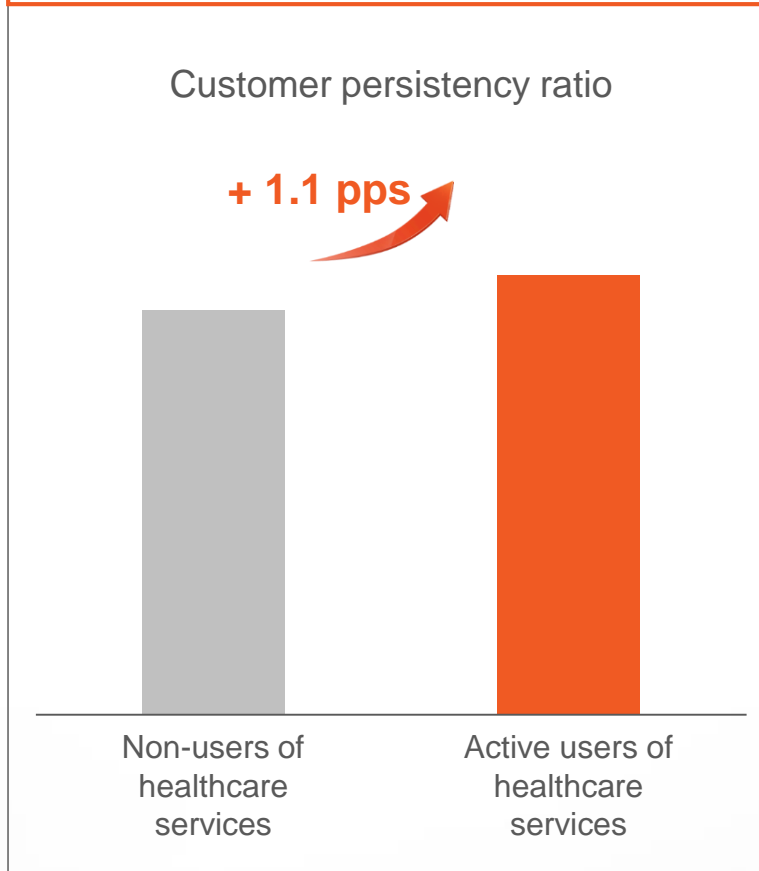 Customer persistency ratio
+ 1.1 pps
Non-users of
healthcare
services
Active users of
healthcare
services